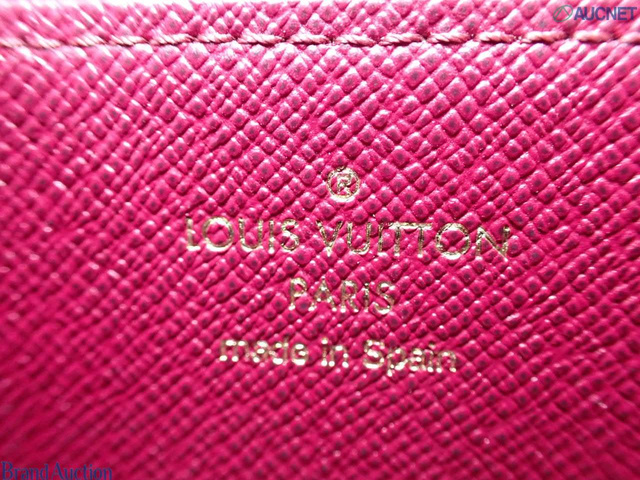 AUCNET
®
LOUIS VUITTON
PARIS
made in Spain
Brand Auction